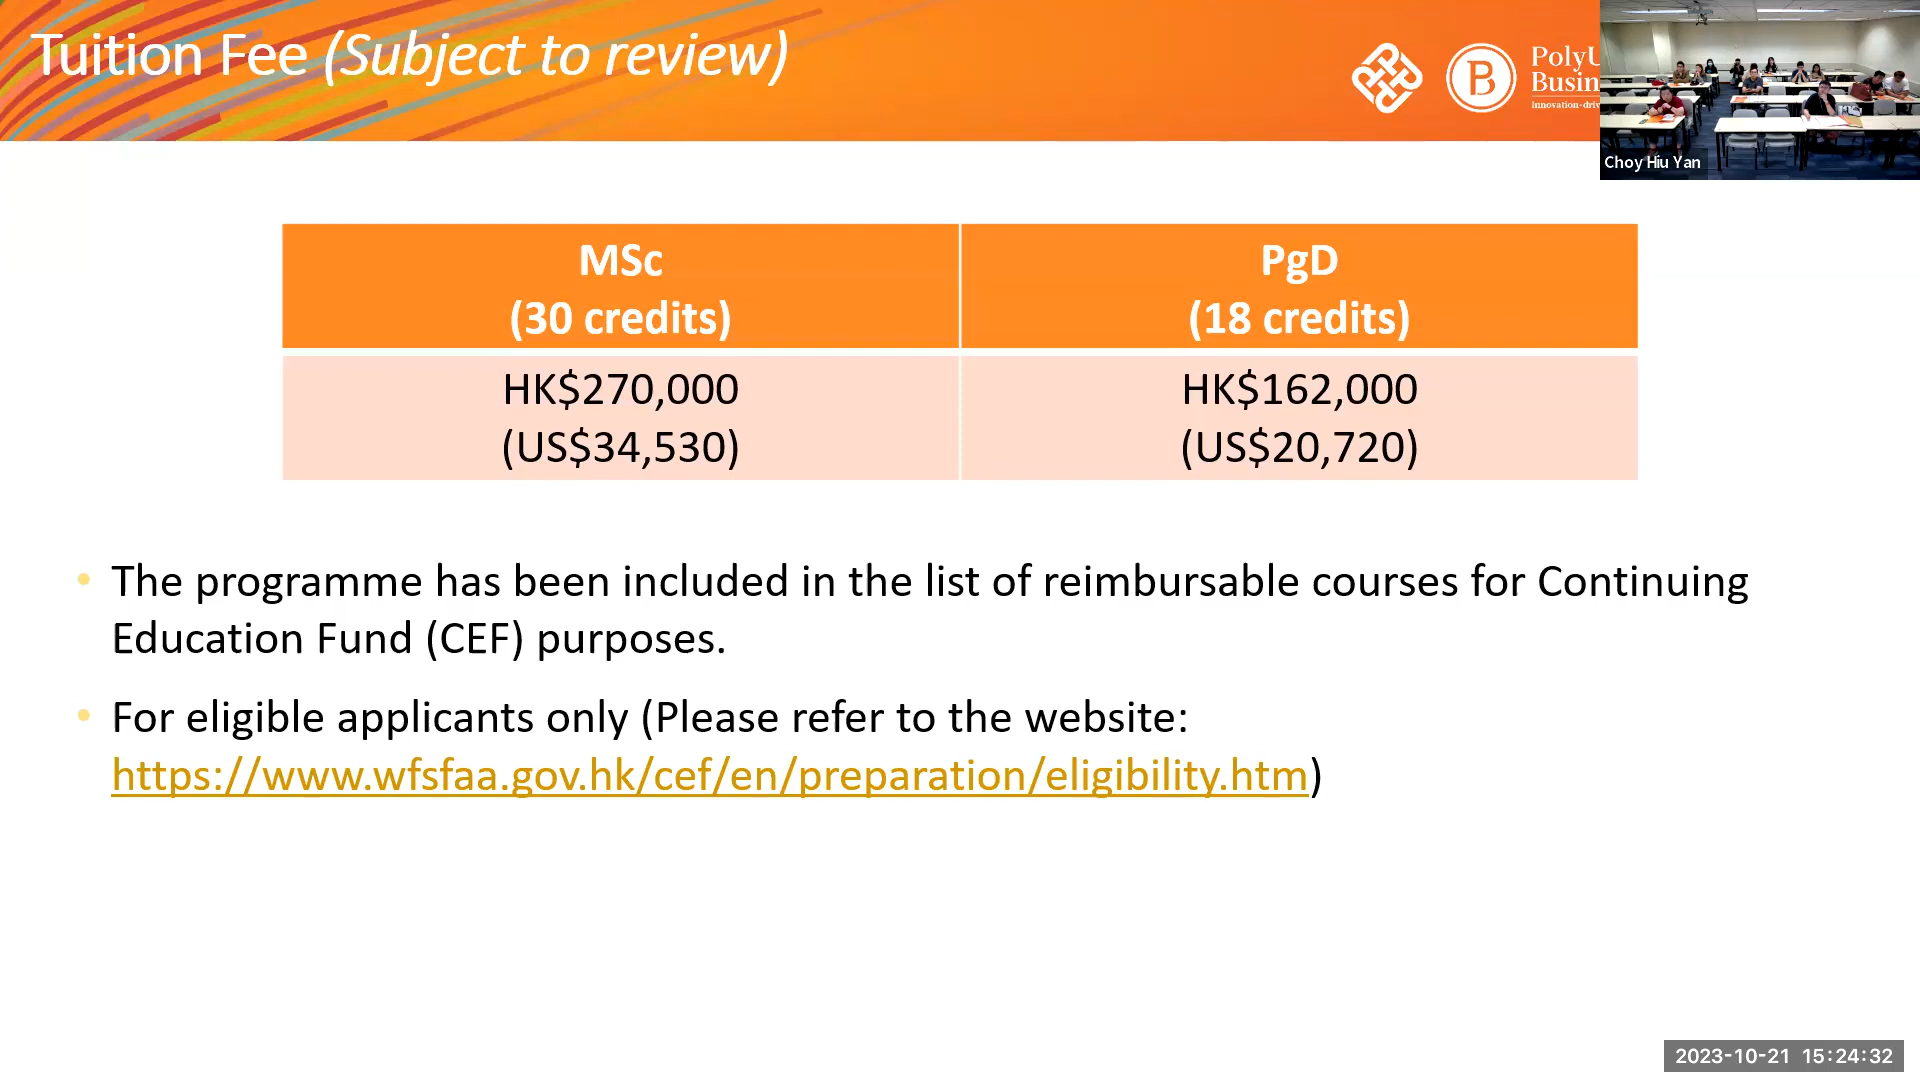 Tuition Fee (Subject to review)
PolyU
Busin
innovation-driv
Choy Hiu Yan
MSc
(30 credits)
PgD
(18 credits)
HK$270,000
(US$34,530)
HK$162,000
(US$20,720)
• The programme has been included in the list of reimbursable courses for Continuing
Education Fund (CEF) purposes.
• For eligible applicants only (Please refer to the website:
https://www.wfsfaa.gov.hk/cef/en/preparation/eligibility.htm)
2023-10-21 15:24:32